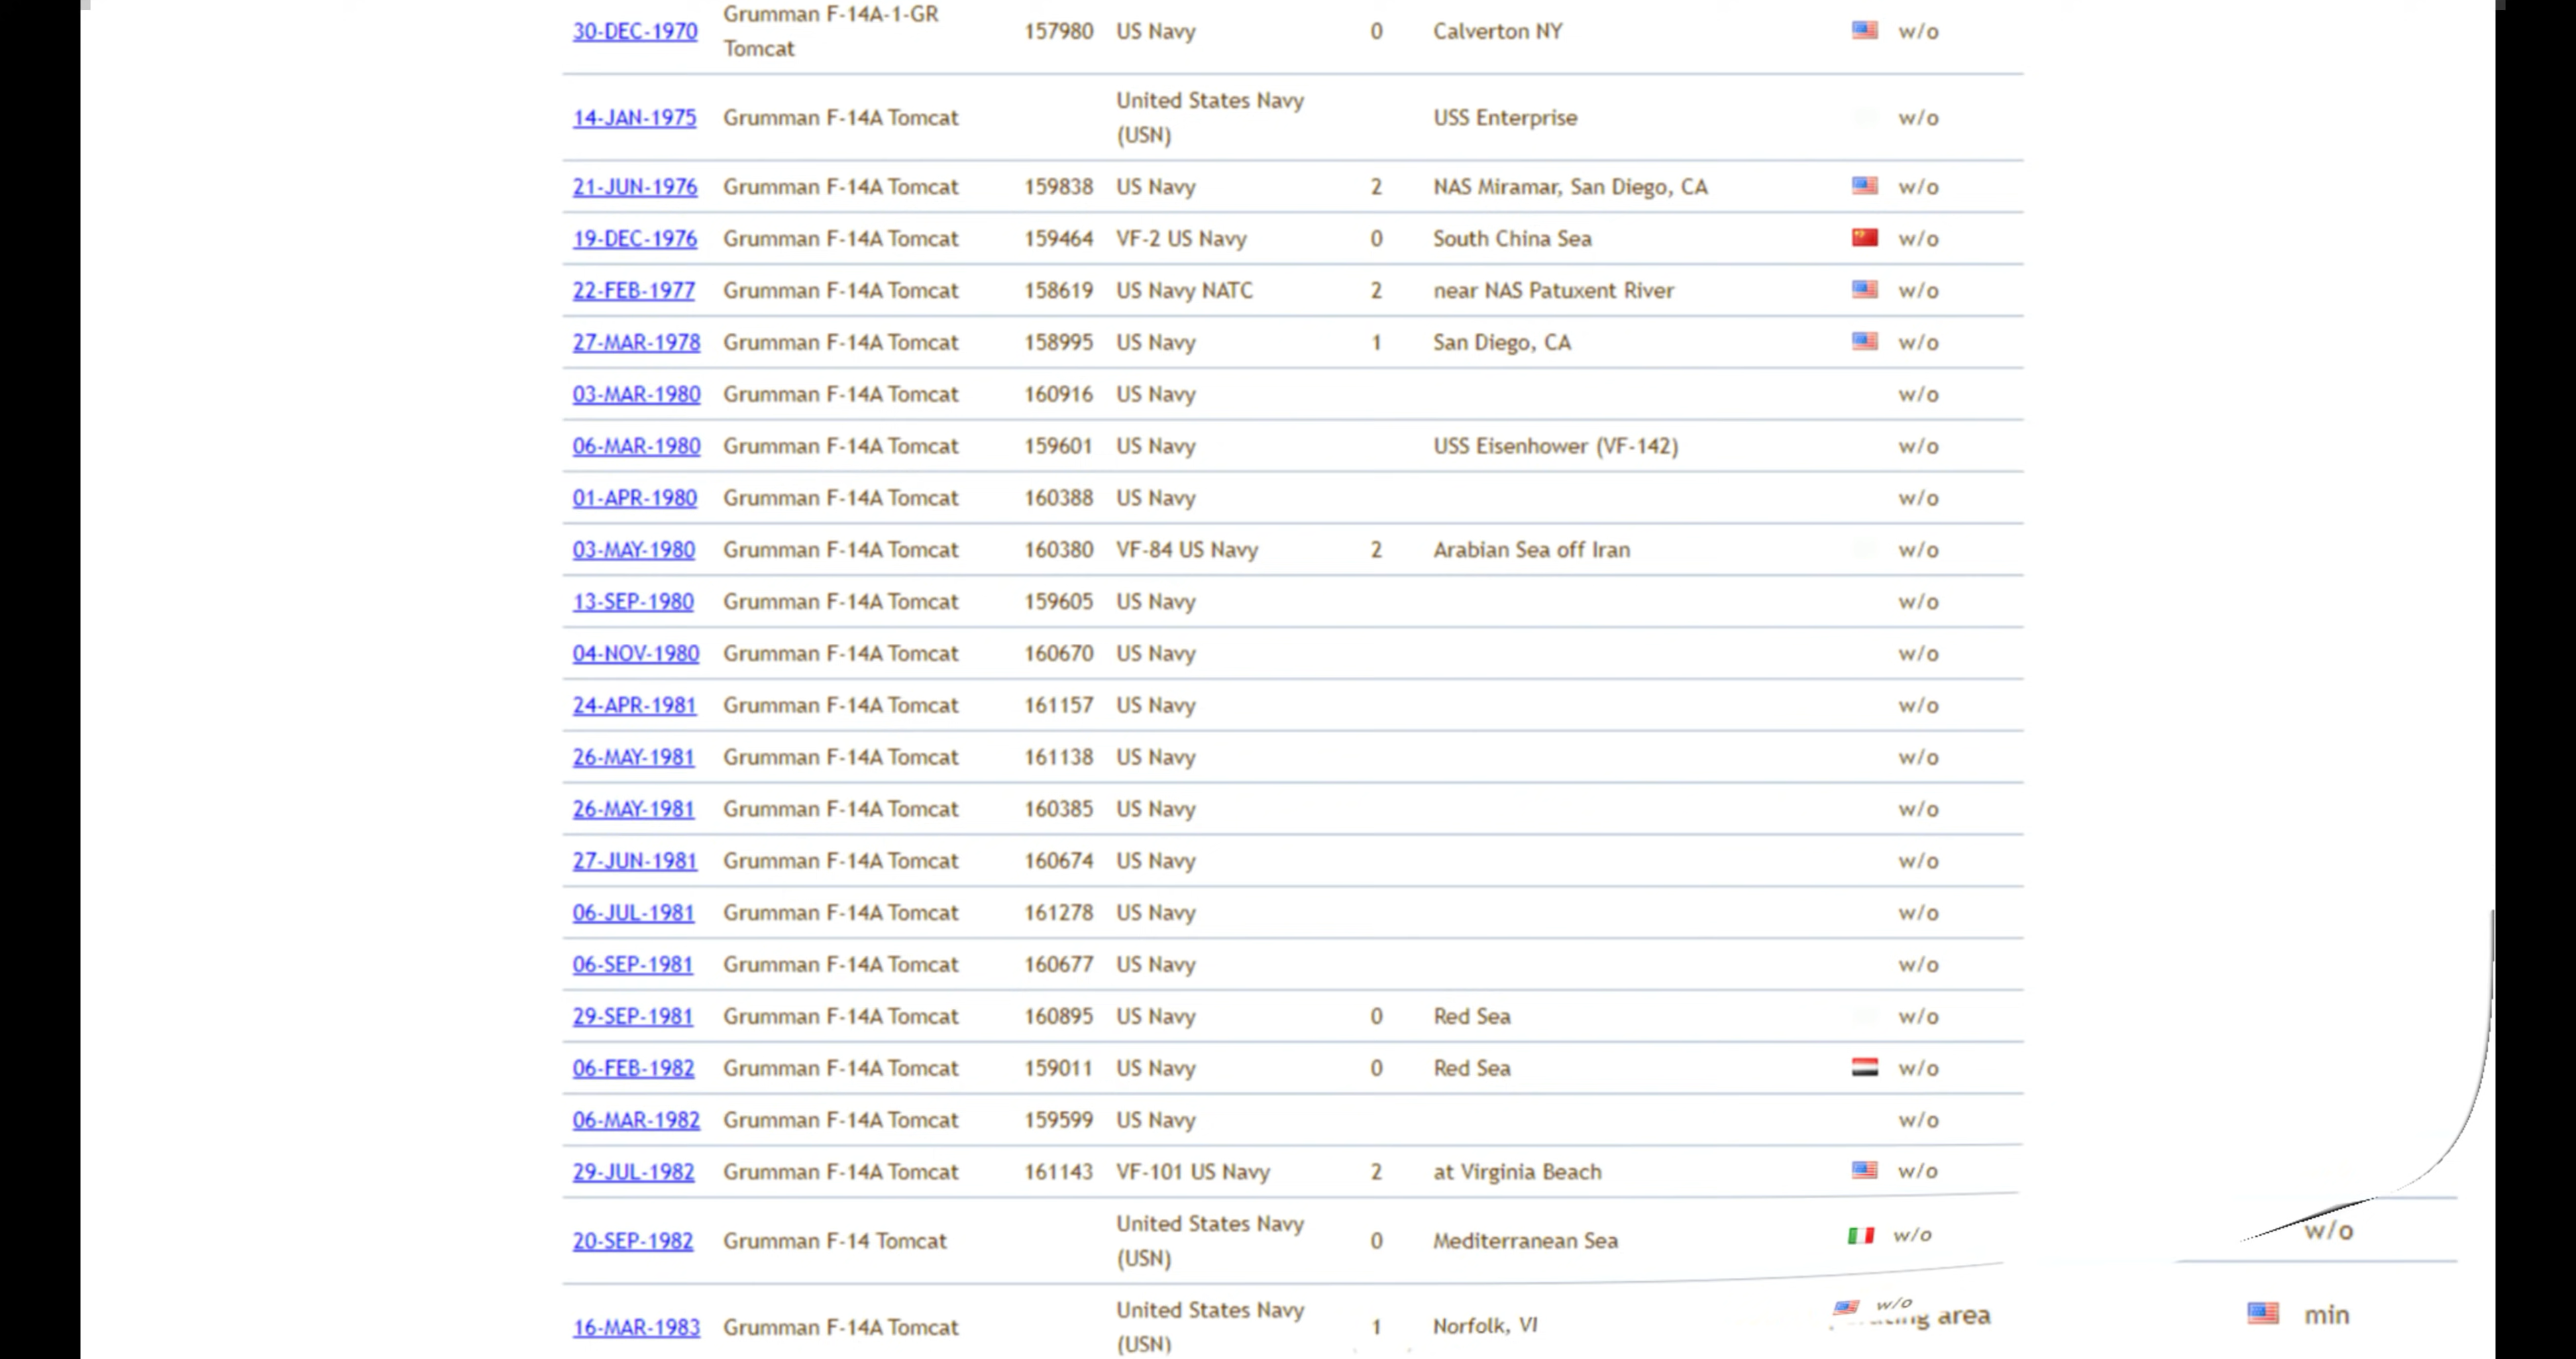 30-DEC-1970 Grumman F-14A-1-GR Tomcat 157980 US Navy 0 Calverton NY w/o
14-JAN-1975 Grumman F-14A Tomcat United States Navy (USN) USS Enterprise w/o
21-JUN-1976 Grumman F-14A Tomcat 159838 US Navy 2 NAS Miramar, San Diego, CA w/o
19-DEC-1976 Grumman F-14A Tomcat 159464 VF-2 US Navy 0 South China Sea w/o
22-FEB-1977 Grumman F-14A Tomcat 158619 US Navy NATC 2 near NAS Patuxent River w/o
27-MAR-1978 Grumman F-14A Tomcat 158995 US Navy 1 San Diego, CA w/o
03-MAR-1980 Grumman F-14A Tomcat 160916 US Navy w/o
06-MAR-1980 Grumman F-14A Tomcat 159601 US Navy USS Eisenhower (VF-142) w/o
01-APR-1980 Grumman F-14A Tomcat 160388 US Navy w/o
03-MAY-1980 Grumman F-14A Tomcat 160380 VF-84 US Navy 2 Arabian Sea off Iran w/o
13-SEP-1980 Grumman F-14A Tomcat 159605 US Navy w/o
04-NOV-1980 Grumman F-14A Tomcat 160670 US Navy w/o
24-APR-1981 Grumman F-14A Tomcat 161157 US Navy w/o
26-MAY-1981 Grumman F-14A Tomcat 161138 US Navy w/o
26-MAY-1981 Grumman F-14A Tomcat 160385 US Navy w/o
27-JUN-1981 Grumman F-14A Tomcat 160674 US Navy w/o
06-JUL-1981 Grumman F-14A Tomcat 161278 US Navy w/o
06-SEP-1981 Grumman F-14A Tomcat 160677 US Navy w/o
29-SEP-1981 Grumman F-14A Tomcat 160895 US Navy 0 Red Sea w/o
06-FEB-1982 Grumman F-14A Tomcat 159011 US Navy 0 Red Sea w/o
06-MAR-1982 Grumman F-14A Tomcat 159599 US Navy w/o
29-JUL-1982 Grumman F-14A Tomcat 161143 VF-101 US Navy 2 at Virginia Beach w/o
20-SEP-1982 Grumman F-14 Tomcat United States Navy (USN) 0 Mediterranean Sea w/o w/o
16-MAR-1983 Grumman F-14A Tomcat United States Navy (USN) 1 Norfolk, VI w/o area min